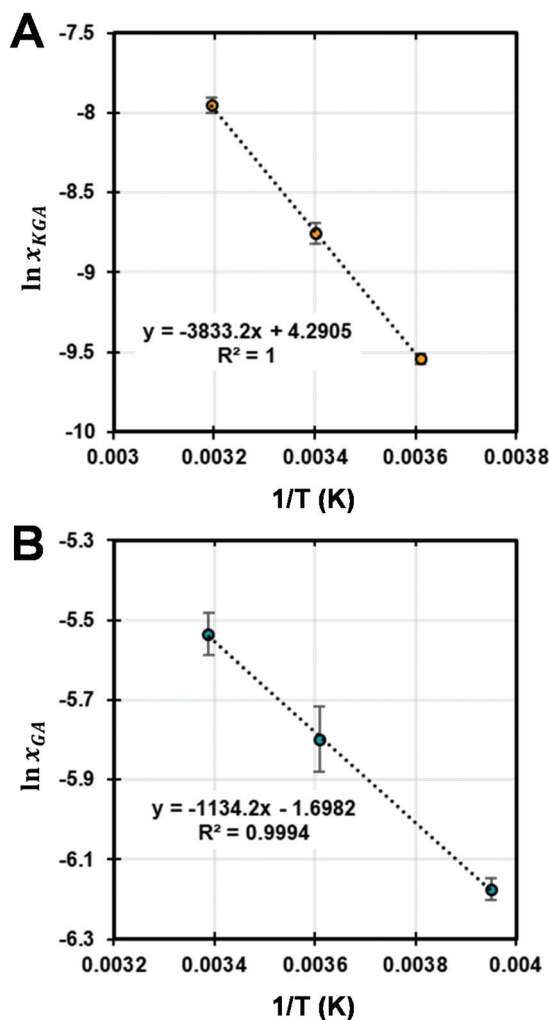 A
-7.5
-8
-8.5
-9
-9.5
-10
ln x_KGA
y = -3833.2x + 4.2905
R² = 1
0.003 0.0032 0.0034 0.0036 0.0038
1/T (K)
B
-5.3
-5.5
-5.7
-5.9
-6.1
-6.3
ln x_GA
y = -1134.2x - 1.6982
R² = 0.9994
0.0032 0.0034 0.0036 0.0038 0.004
1/T (K)